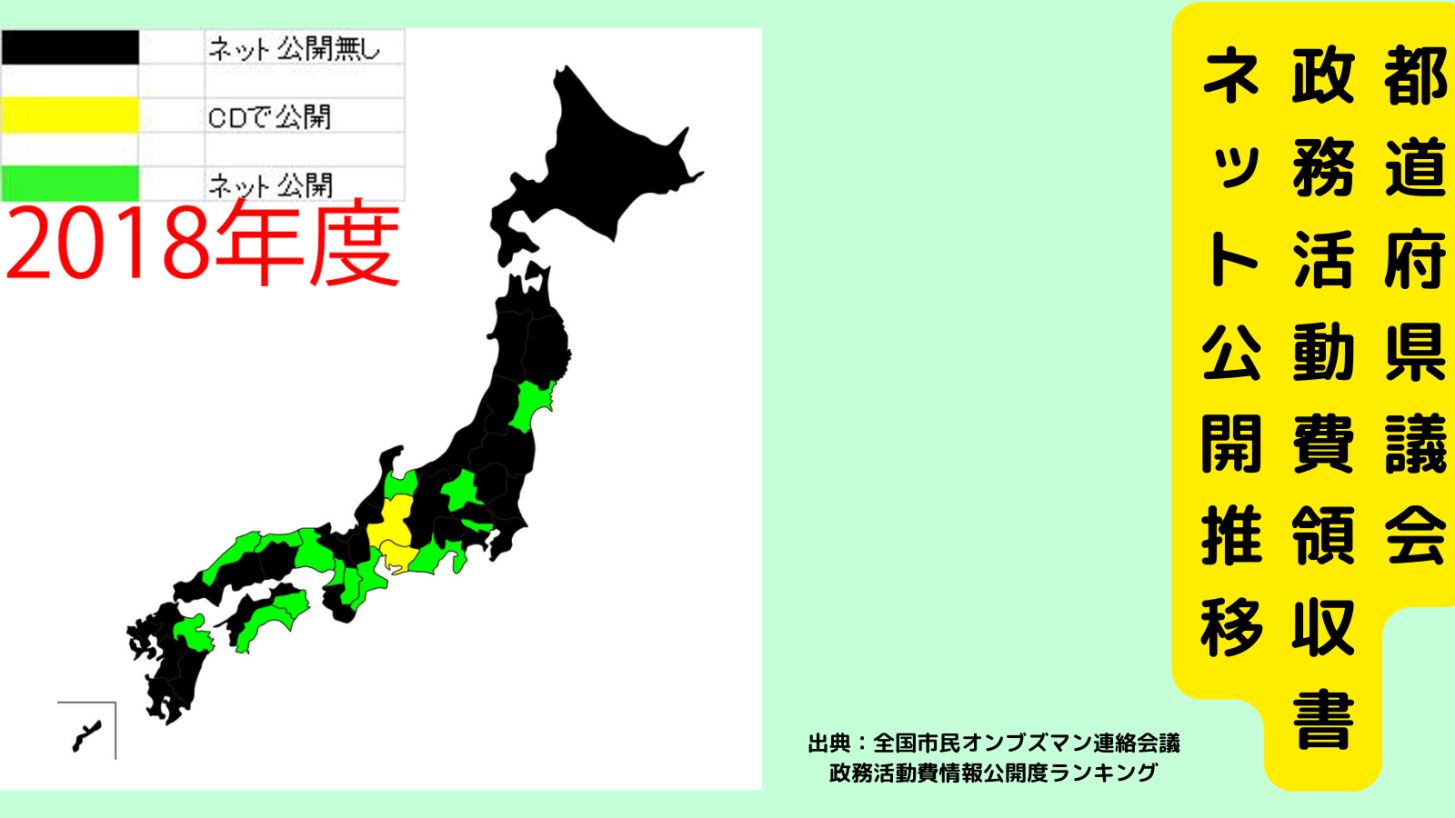 都道府県議会
政務活動費領収書
ネット公開推移
ネット公開無し
CDで公開
ネット公開
2018年度
出典：全国市民オンブズマン連絡会議
政務活動費情報公開度ランキング